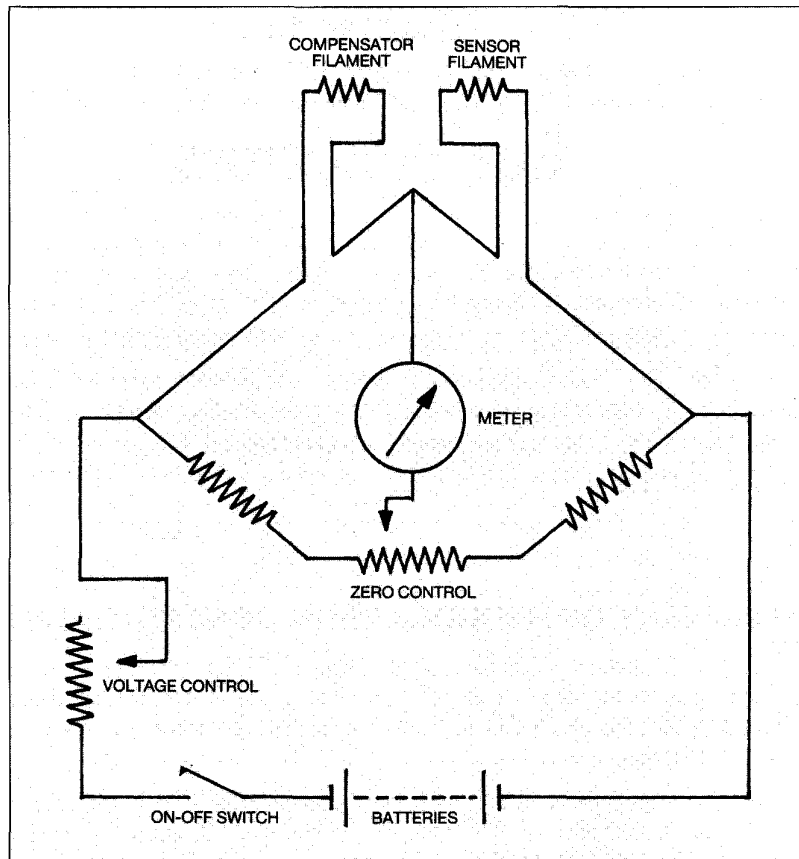 COMPENSATOR
FILAMENT
SENSOR
FILAMENT
METER
ZERO CONTROL
VOLTAGE CONTROL
ON-OFF SWITCH
BATTERIES